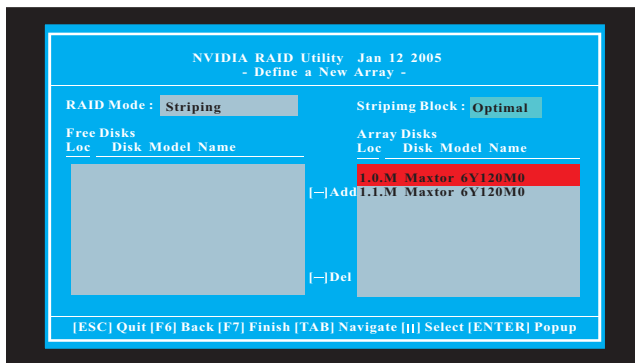 NVIDIA RAID Utility Jan 12 2005
- Define a New Array -
RAID Mode : Striping
Stripimg Block : Optimal
Free Disks
Loc Disk Model Name
Array Disks
Loc Disk Model Name
1.0.M Maxtor 6Y120M0
[—]Add 1.1.M Maxtor 6Y120M0
[—]Del
[ESC] Quit [F6] Back [F7] Finish [TAB] Navigate [||] Select [ENTER] Popup